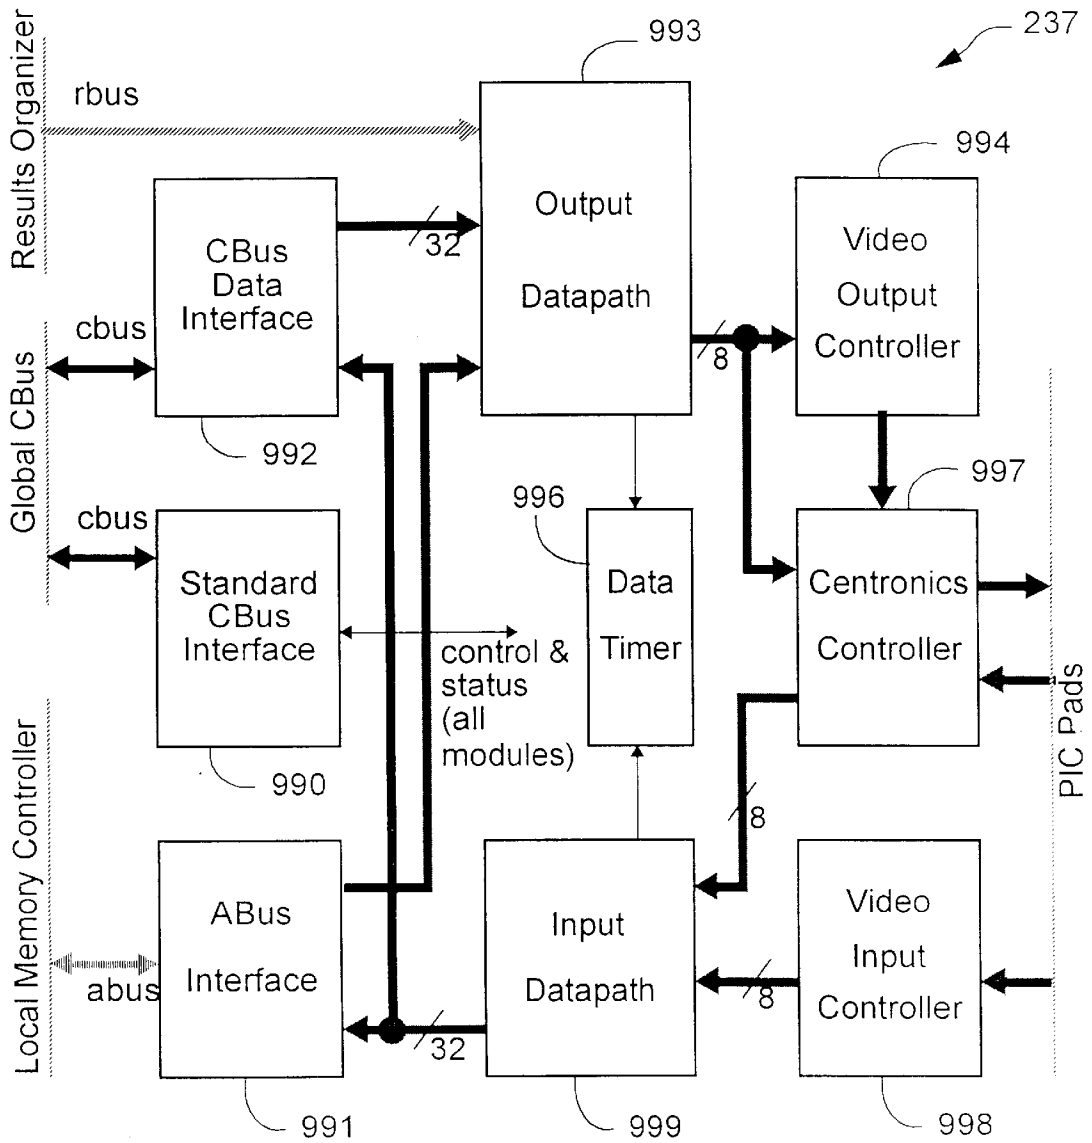 993
237
Results Organizer
rbus
994
Output
Datapath
32
CBus
Data
Interface
Video
Output
Controller
8
cbus
Global CBus
992
997
996
cbus
Standard
CBus
Interface
Data
Timer
Centronics
Controller
control &
status
(all
modules)
PIC Pads
990
8
Local Memory Controller
ABus
Interface
Input
Datapath
Video
Input
Controller
abus
8
32
991
999
998